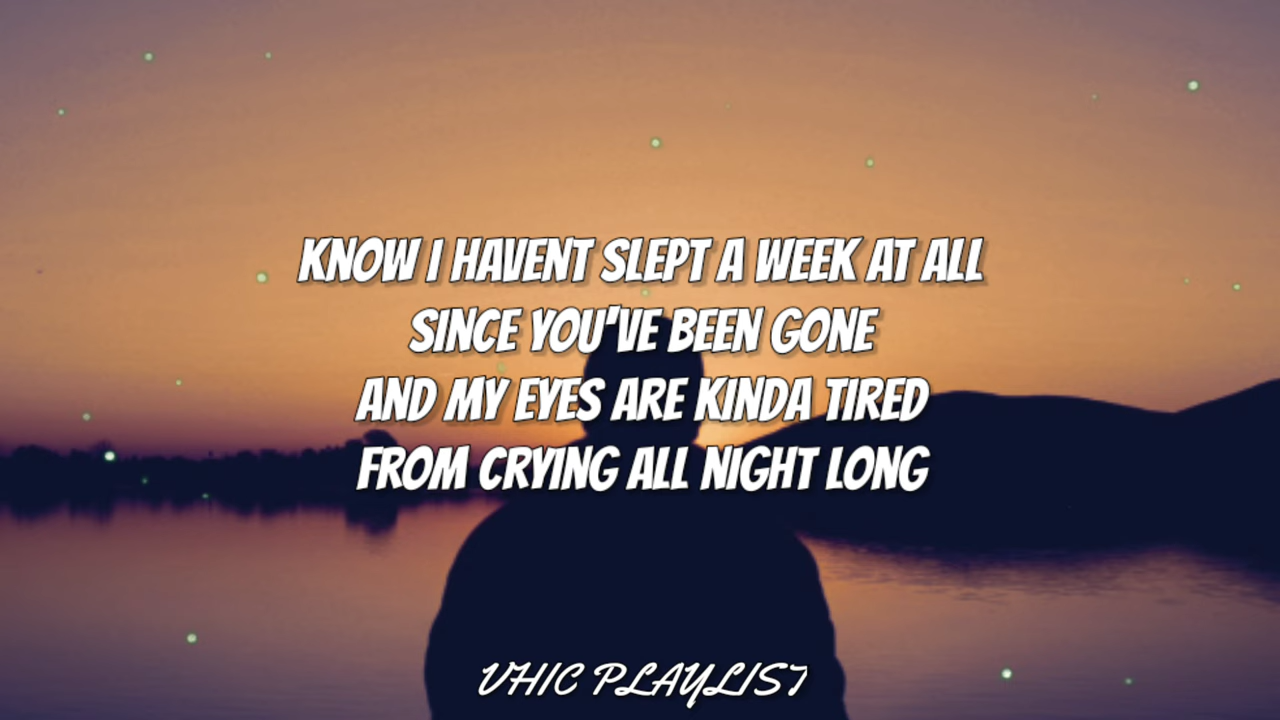 KNOW I HAVENT SLEPT A WEEK AT ALL
SINCE YOU'VE BEEN GONE
AND MY EYES ARE KINDA TIRED
FROM CRYING ALL NIGHT LONG
VHIC PLAYLIST